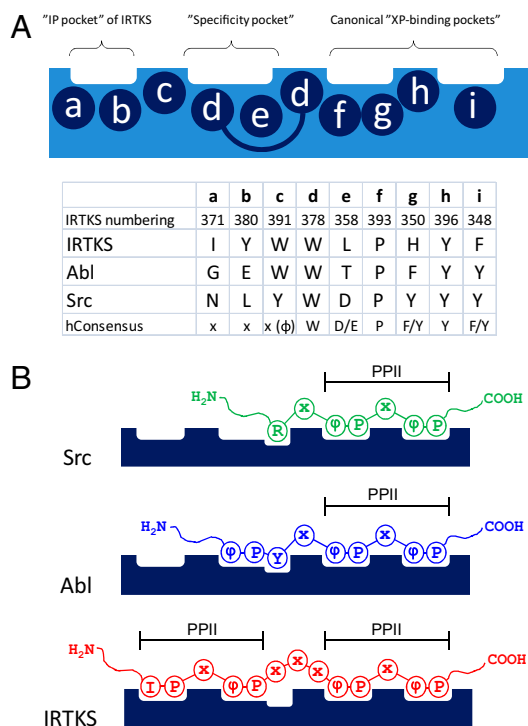 A
"IP pocket" of IRTKS "Specificity pocket" Canonical "XP-binding pockets"
a b c d e d f g h i
a b c d e f g h i
IRTKS numbering 371 380 391 378 358 393 350 396 348
IRTKS I Y W W L P H Y F
Abl G E W W T P F Y Y
Src N L Y W D P Y Y Y
hConsensus x x x (ϕ) W D/E P F/Y Y F/Y
B
PPII
H₂N R x φ P x φ P COOH
Src
PPII
H₂N φ P Y x φ P x φ P COOH
Abl
PPII PPII
H₂N I P x φ P x x x φ P x φ P COOH
IRTKS